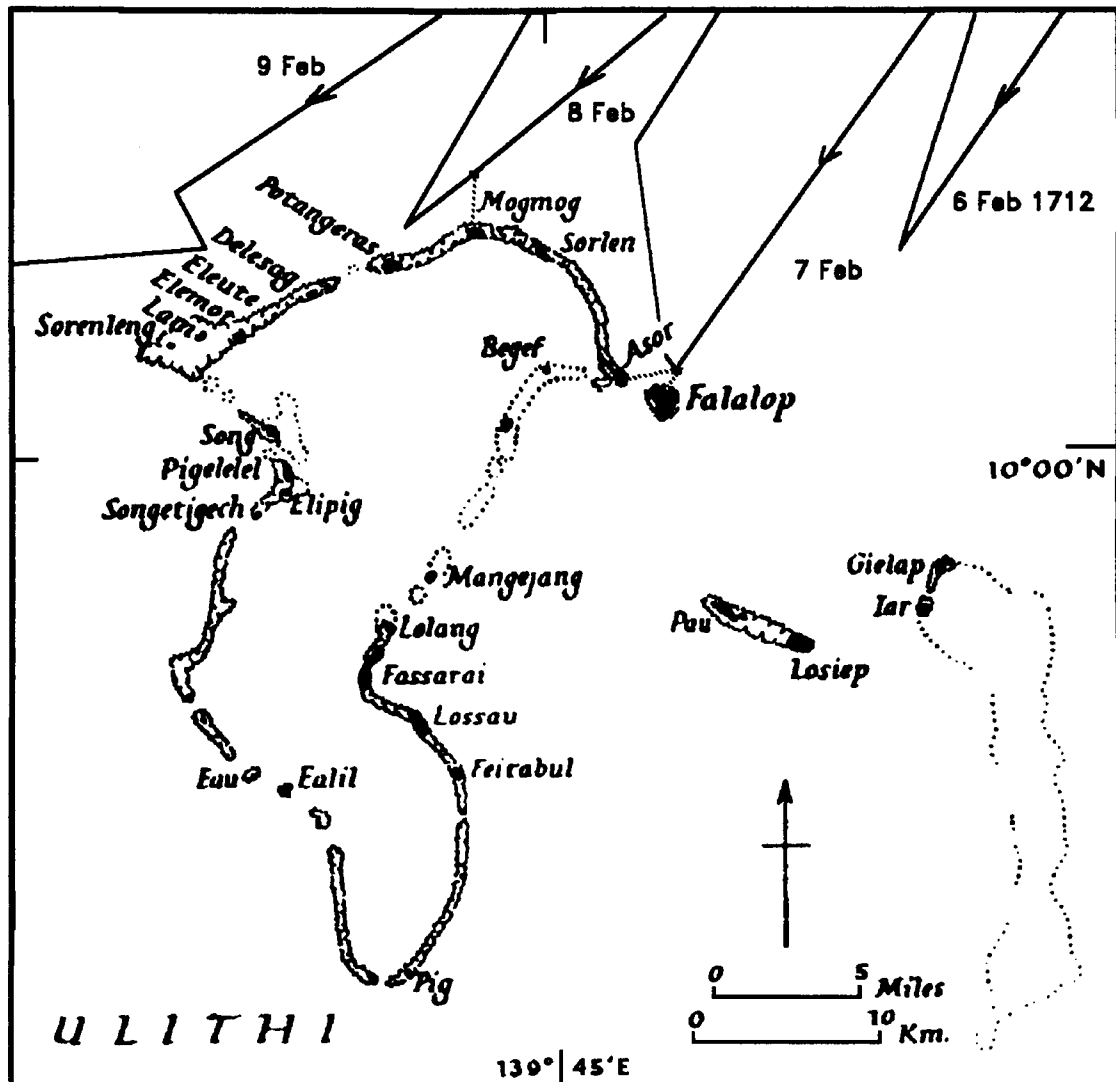 9 Feb
8 Feb
6 Feb 1712
7 Feb
Potangeras
Mogmog
Sorlen
Delesag
Eleute
Elemot
Lam
Sorenleng
Begef
Asor
Falalop
Song
Pigelelel
Songetigech
Elipig
10°00'N
Mangejang
Gielap
Iar
Lolang
Pau
Losiep
Fassarai
Lossau
Feitabul
Eau
Ealil
Pig
0 5 Miles
0 10 Km.
ULITHI
139° 45'E